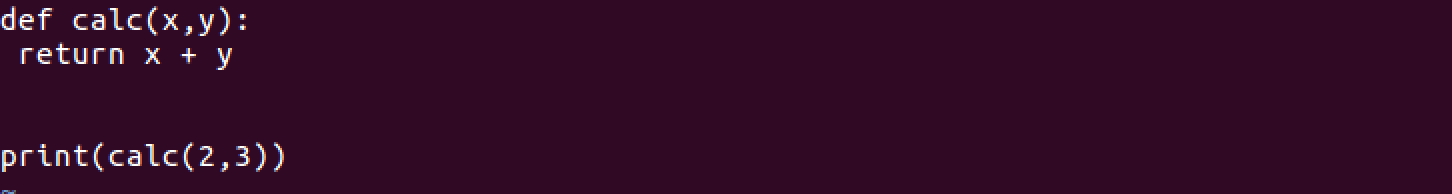 def calc(x,y):
 return x + y
print(calc(2,3))
~